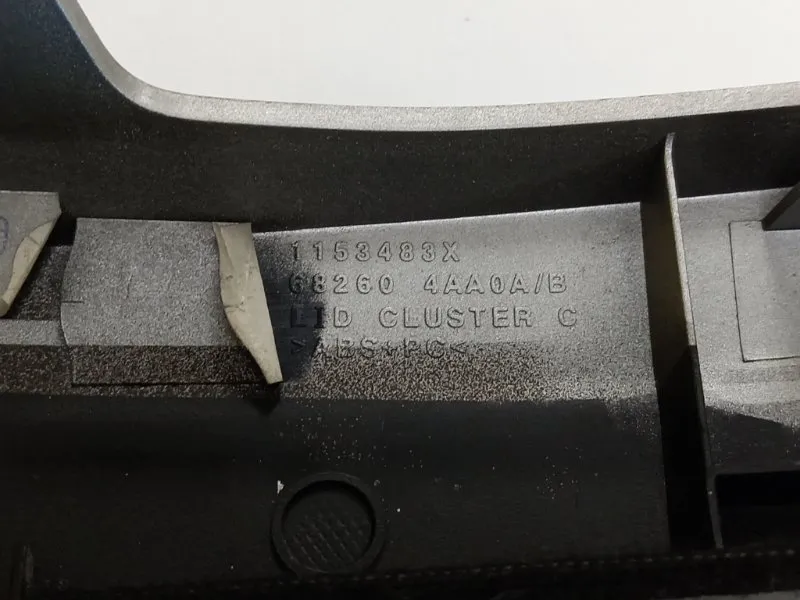 1153483X
68260 4AA0A/B
LID CLUSTER C
>ABS+PC<